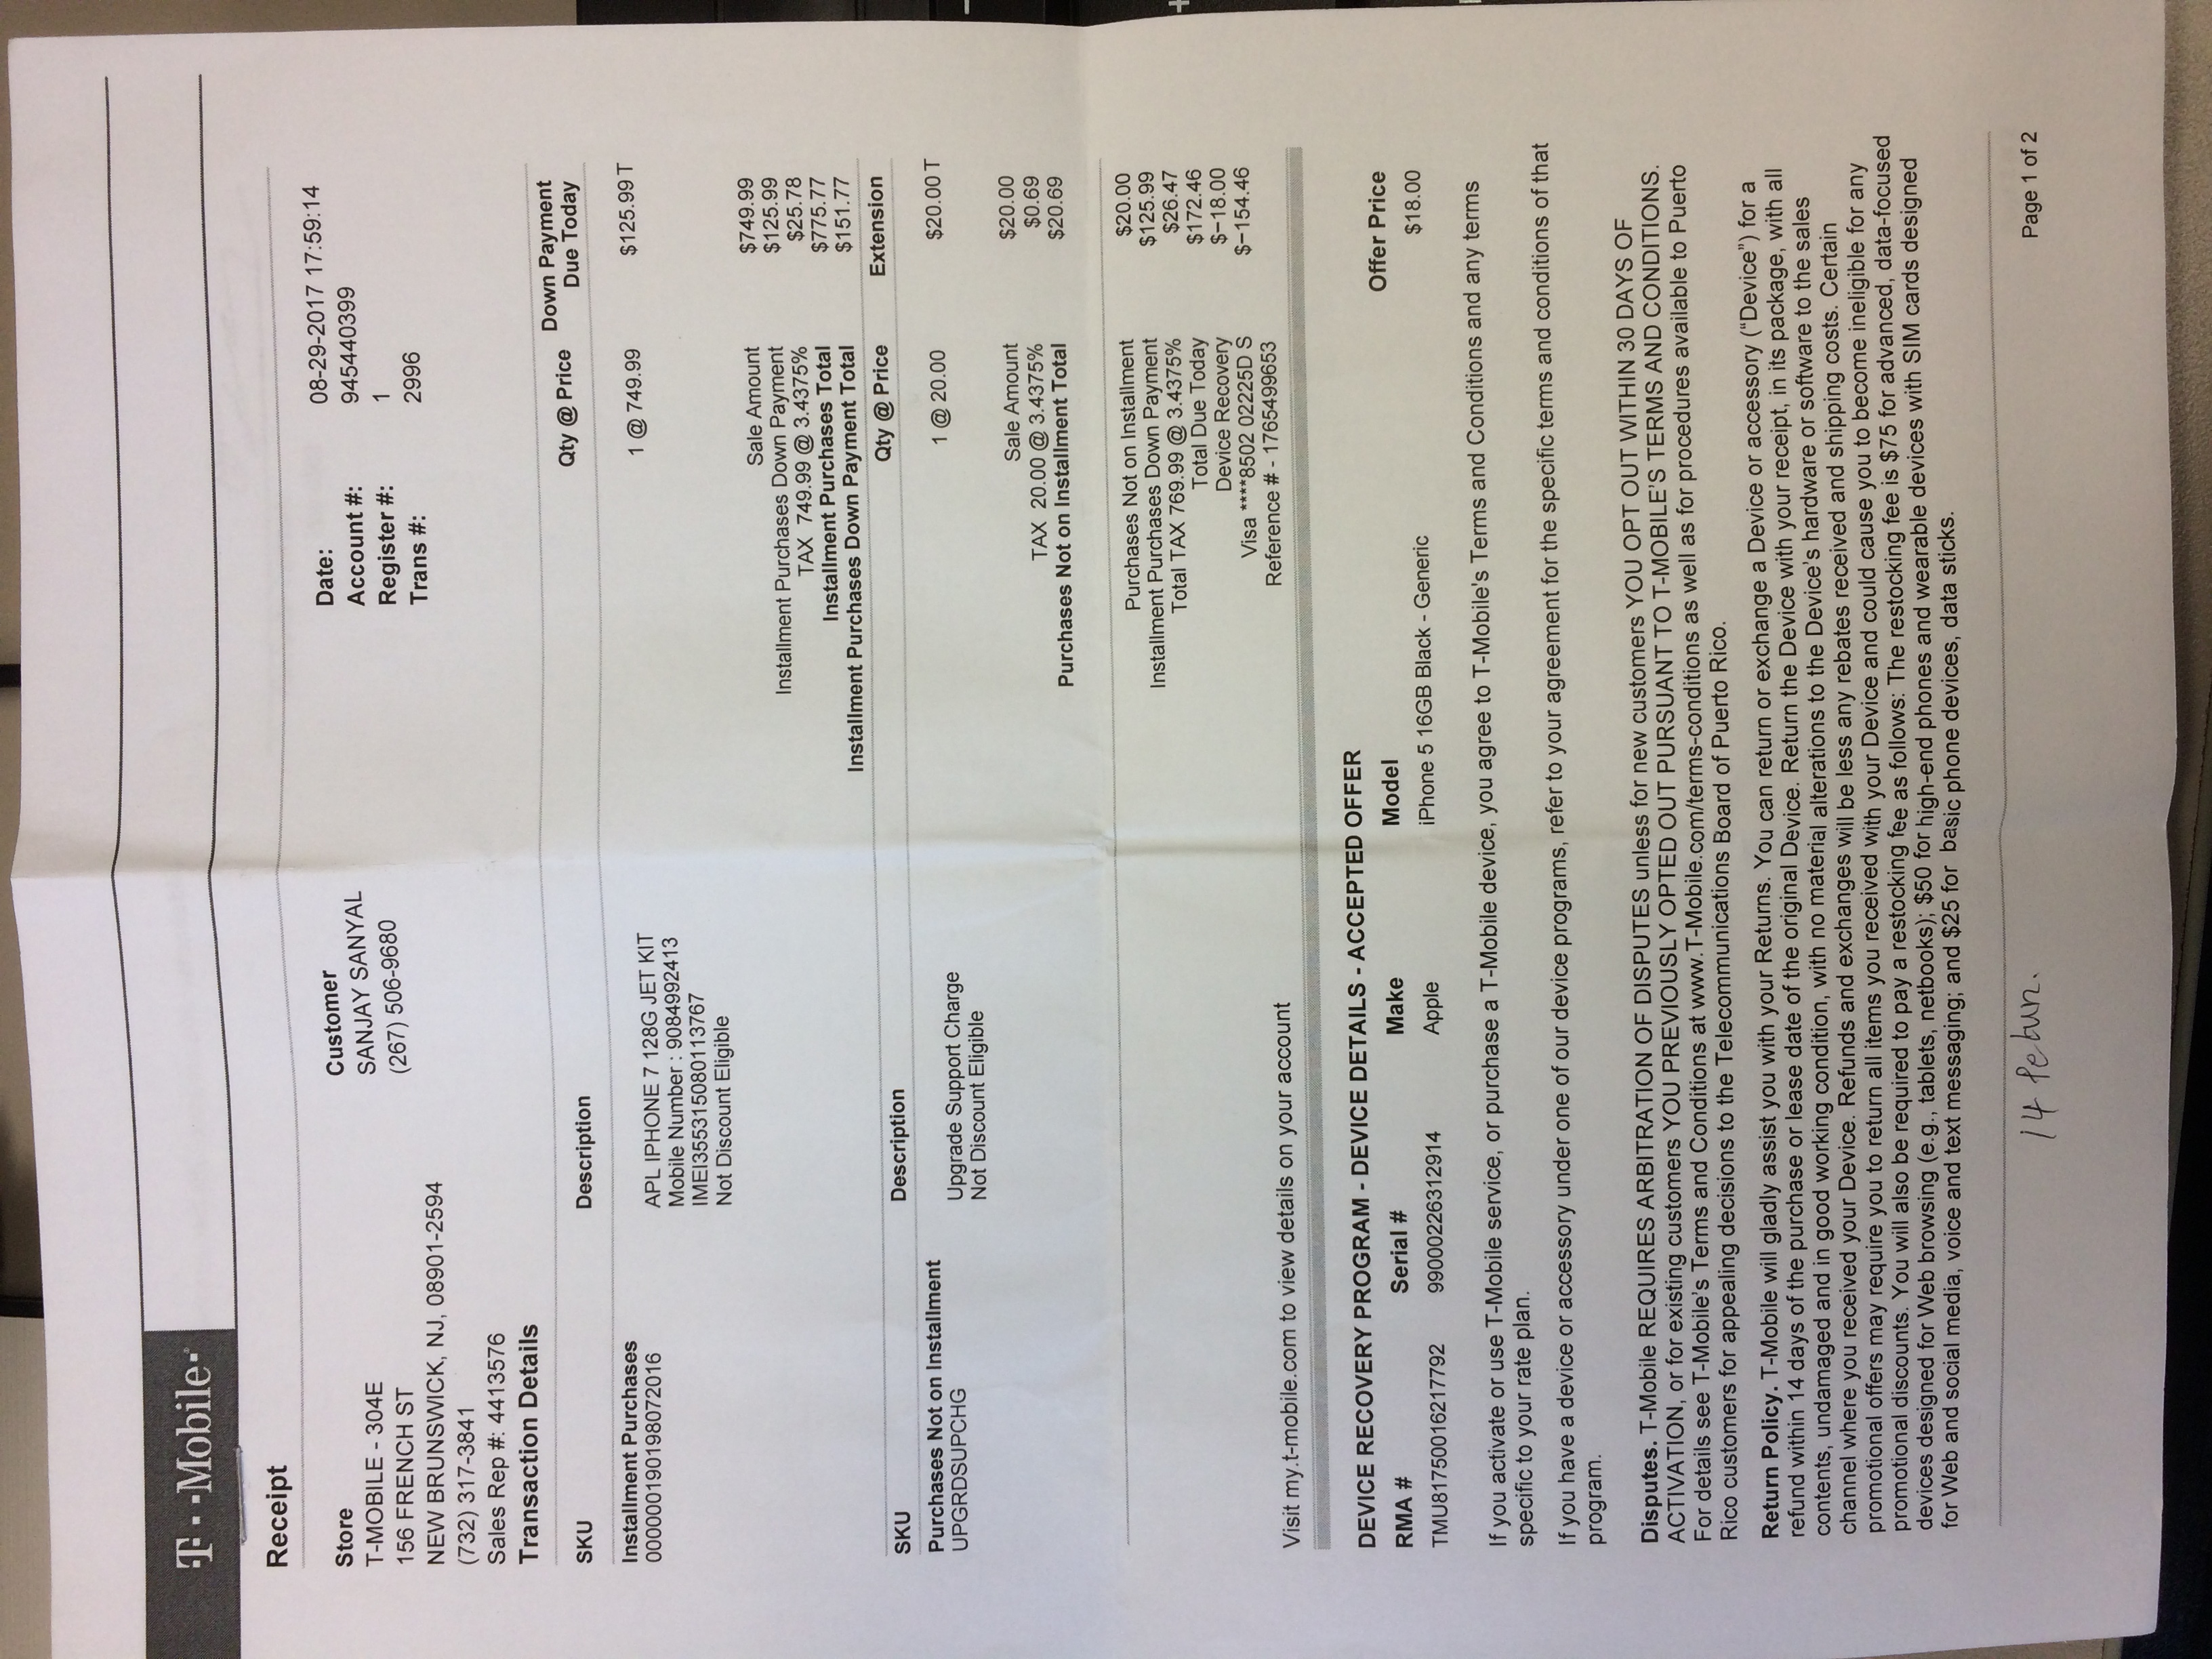 T··Mobile·
Receipt
Store
T-MOBILE - 304E
156 FRENCH ST
NEW BRUNSWICK, NJ, 08901-2594
(732) 317-3841
Sales Rep #: 4413576
Customer
SANJAY SANYAL
(267) 506-9680
Date: 08-29-2017 17:59:14
Account #: 945440399
Register #: 1
Trans #: 2996
Transaction Details
SKU Description Qty @ Price Down Payment Due Today
Installment Purchases
000000190198072016 APL IPHONE 7 128G JET KIT 1 @ 749.99 $125.99 T
Mobile Number : 9084992413
IMEI355315080113767
Not Discount Eligible
Sale Amount $749.99
Installment Purchases Down Payment $125.99
TAX 749.99 @ 3.4375% $25.78
Installment Purchases Total $775.77
Installment Purchases Down Payment Total $151.77
SKU Description Qty @ Price Extension
Purchases Not on Installment
UPGRDSUPCHG Upgrade Support Charge 1 @ 20.00 $20.00 T
Not Discount Eligible
Sale Amount $20.00
TAX 20.00 @ 3.4375% $0.69
Purchases Not on Installment Total $20.69
Purchases Not on Installment $20.00
Installment Purchases Down Payment $125.99
Total TAX 769.99 @ 3.4375% $26.47
Total Due Today $172.46
Device Recovery $-18.00
Visa ****8502 02225D S $-154.46
Reference # - 1765499653
Visit my.t-mobile.com to view details on your account
DEVICE RECOVERY PROGRAM - DEVICE DETAILS - ACCEPTED OFFER
RMA # Serial # Make Model Offer Price
TMU81750016217792 99000226312914 Apple iPhone 5 16GB Black - Generic $18.00
If you activate or use T-Mobile service, or purchase a T-Mobile device, you agree to T-Mobile's Terms and Conditions and any terms
specific to your rate plan.
If you have a device or accessory under one of our device programs, refer to your agreement for the specific terms and conditions of that
program.
Disputes. T-Mobile REQUIRES ARBITRATION OF DISPUTES unless for new customers YOU OPT OUT WITHIN 30 DAYS OF
ACTIVATION, or for existing customers YOU PREVIOUSLY OPTED OUT PURSUANT TO T-MOBILE'S TERMS AND CONDITIONS.
For details see T-Mobile's Terms and Conditions at www.T-Mobile.com/terms-conditions as well as for procedures available to Puerto
Rico customers for appealing decisions to the Telecommunications Board of Puerto Rico.
Return Policy. T-Mobile will gladly assist you with your Returns. You can return or exchange a Device or accessory (“Device”) for a
refund within 14 days of the purchase or lease date of the original Device. Return the Device with your receipt, in its package, with all
contents, undamaged and in good working condition, with no material alterations to the Device's hardware or software to the sales
channel where you received your Device. Refunds and exchanges will be less any rebates received and shipping costs. Certain
promotional offers may require you to return all items you received with your Device and could cause you to become ineligible for any
promotional discounts. You will also be required to pay a restocking fee as follows: The restocking fee is $75 for advanced, data-focused
devices designed for Web browsing (e.g., tablets, netbooks); $50 for high-end phones and wearable devices with SIM cards designed
for Web and social media, voice and text messaging; and $25 for basic phone devices, data sticks.
14
Page 1 of 2